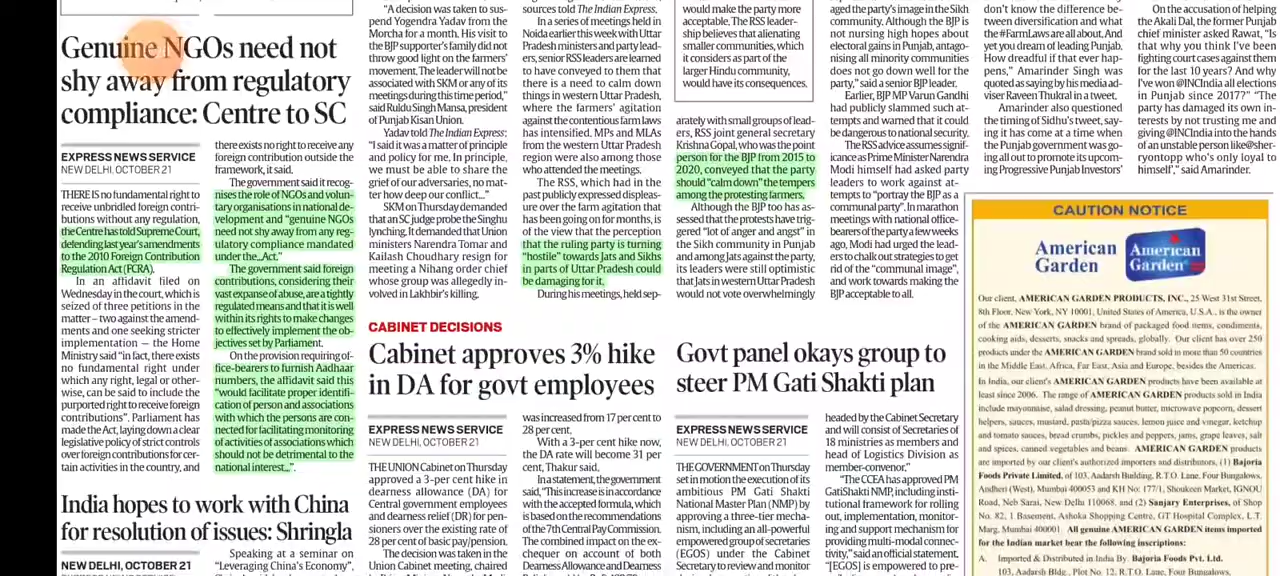 Genuine NGOs need not
shy away from regulatory
compliance: Centre to SC
EXPRESS NEWS SERVICE
NEW DELHI, OCTOBER 21
THERE IS no fundamental right to
receive unbridled foreign contri-
butions without any regulation,
the Centre has told Supreme Court,
defending last year's amendments
to the 2010 Foreign Contribution
Regulation Act (FCRA).
In an affidavit filed on
Wednesday in the court, which is
seized of three petitions in the
matter – two against the amend-
ments and one seeking stricter
implementation — the Home
Ministry said "in fact, there exists
no fundamental right under
which any right, legal or other-
wise, can be said to include the
purported right to receive foreign
contributions". Parliament has
made the Act, laying down a clear
legislative policy of strict controls
over foreign contributions for cer-
tain activities in the country, and
there exists no right to receive any
foreign contribution outside the
framework, it said.
The government said it recog-
nises the role of NGOs and volun-
tary organisations in national de-
velopment and "genuine NGOs
need not shy away from any reg-
ulatory compliance mandated
under the...Act."
The government said foreign
contributions, considering their
vast expanse of abuse, are a tightly
regulated means and that it is well
within its rights to make changes
to effectively implement the ob-
jectives set by Parliament.
On the provision requiring of-
fice-bearers to furnish Aadhaar
numbers, the affidavit said this
"would facilitate proper identifi-
cation of person and associations
with which the persons are con-
nected for facilitating monitoring
of activities of associations which
should not be detrimental to the
national interest...".
India hopes to work with China
for resolution of issues: Shringla
NEW DELHI, OCTOBER 21
Speaking at a seminar on
"Leveraging China's Economy",
"A decision was taken to sus-
pend Yogendra Yadav from the
Morcha for a month. His visit to
the BJP supporter's family did not
throw good light on the farmers'
movement. The leader will not be
associated with SKM or any of its
meetings during this time period,"
said Ruldu Singh Mansa, president
of Punjab Kisan Union.
Yadav told The Indian Express:
"I said it was a matter of principle
and policy for me. In principle,
we must be able to share the
grief of our adversaries, no mat-
ter how deep our conflict..."
SKM on Thursday demanded
that an SC judge probe the Singhu
lynching. It demanded that Union
ministers Narendra Tomar and
Kailash Choudhary resign for
meeting a Nihang order chief
whose group was allegedly in-
volved in Lakhbir's killing.
sources told The Indian Express.
In a series of meetings held in
Noida earlier this week with Uttar
Pradesh ministers and party lead-
ers, senior RSS leaders are learned
to have conveyed to them that
there is a need to calm down
things in western Uttar Pradesh,
where the farmers' agitation
against the contentious farm laws
has intensified. MPs and MLAs
from the western Uttar Pradesh
region were also among those
who attended the meetings.
The RSS, which had in the
past publicly expressed displeas-
ure over the farm agitation that
has been going on for months, is
of the view that the perception
that the ruling party is turning
"hostile" towards Jats and Sikhs
in parts of Uttar Pradesh could
be damaging for it.
During his meetings, held sep-
would make the party more
acceptable. The RSS leader-
ship believes that alienating
smaller communities, which
it considers as part of the
larger Hindu community,
would have its consequences.
arately with small groups of lead-
ers, RSS joint general secretary
Krishna Gopal, who was the point
person for the BJP from 2015 to
2020, conveyed that the party
should "calm down" the tempers
among the protesting farmers.
Although the BJP too has as-
sessed that the protests have trig-
gered "lot of anger and angst" in
the Sikh community in Punjab
and among Jats against the party,
its leaders were still optimistic
that Jats in western Uttar Pradesh
would not vote overwhelmingly
aged the party's image in the Sikh
community. Although the BJP is
not nursing high hopes about
electoral gains in Punjab, antago-
nising all minority communities
does not go down well for the
party," said a senior BJP leader.
Earlier, BJP MP Varun Gandhi
had publicly slammed such at-
tempts and warned that it could
be dangerous to national security.
The RSS advice assumes signif-
icance as Prime Minister Narendra
Modi himself had asked party
leaders to work against at-
tempts to "portray the BJP as a
communal party". In marathon
meetings with national office-
bearers of the party a few weeks
ago, Modi had urged the lead-
ers to chalk out strategies to get
rid of the "communal image",
and work towards making the
BJP acceptable to all.
don't know the difference be-
tween diversification and what
the #FarmLaws are all about. And
yet you dream of leading Punjab.
How dreadful if that ever hap-
pens," Amarinder Singh was
quoted as saying by his media ad-
viser Raveen Thukral in a tweet.
Amarinder also questioned
the timing of Sidhu's tweet, say-
ing it has come at a time when
the Punjab government was go-
ing all out to promote its upcom-
ing Progressive Punjab Investors'
On the accusation of helping
the Akali Dal, the former Punjab
chief minister asked Rawat, "Is
that why you think I've been
fighting court cases against them
for the last 10 years? And why
I've won @INCIndia all elections
in Punjab since 2017?" "The
party has damaged its own in-
terests by not trusting me and
giving @INCIndia into the hands
of an unstable person like@sher-
ryontopp who's only loyal to
himself," said Amarinder.
CABINET DECISIONS
Cabinet approves 3% hike
in DA for govt employees
EXPRESS NEWS SERVICE
NEW DELHI, OCTOBER 21
THE UNION Cabinet on Thursday
approved a 3-per cent hike in
dearness allowance (DA) for
Central government employees
and dearness relief (DR) for pen-
sioners over the existing rate of
28 per cent of basic pay/pension.
The decision was taken in the
Union Cabinet meeting, chaired
was increased from 17 per cent to
28 per cent.
With a 3-per cent hike now,
the DA rate will become 31 per
cent, Thakur said.
In a statement, the government
said, "This increase is in accordance
with the accepted formula, which
is based on the recommendations
of the 7th Central Pay Commission.
The combined impact on the ex-
chequer on account of both
Dearness Allowance and Dearness
Govt panel okays group to
steer PM Gati Shakti plan
EXPRESS NEWS SERVICE
NEW DELHI, OCTOBER 21
THE GOVERNMENT on Thursday
set in motion the execution of its
ambitious PM Gati Shakti
National Master Plan (NMP) by
approving a three-tier mecha-
nism, including an all-powerful
empowered group of secretaries
(EGOS) under the Cabinet
Secretary to review and monitor
headed by the Cabinet Secretary
and will consist of Secretaries of
18 ministries as members and
head of Logistics Division as
member-convenor."
"The CCEA has approved PM
GatiShakti NMP, including insti-
tutional framework for rolling
out, implementation, monitor-
ing and support mechanism for
providing multi-modal connec-
tivity," said an official statement.
"[EGOS] is empowered to pre-
CAUTION NOTICE
American
Garden
American
Garden
Our client, AMERICAN GARDEN PRODUCTS, INC., 25 West 31st Street,
8th Floor, New York, NY 10001, United States of America, U.S.A., is the owner
of the AMERICAN GARDEN brand of packaged food items, condiments,
cooking aids, desserts, snacks and spreads, globally. Our client has over 250
products under the AMERICAN GARDEN brand sold in more than 50 countries
in the Middle East, Africa, Far East, Asia and Europe, besides the Americas.
In India, our client's AMERICAN GARDEN products have been available at
least since 2006. The range of AMERICAN GARDEN products sold in India
include mayonnaise, salad dressing, peanut butter, microwave popcorn, dessert
helpers, sauces, mustard, pasta/pizza sauces, lemon juice and vinegar, ketchup
and tomato sauces, bread crumbs, pickles and peppers, jams, grape leaves, salt
and spices, canned vegetables and beans. AMERICAN GARDEN products
are imported by our client's authorized importers and distributors, (1) Bajoria
Foods Private Limited, of 103, Aadarsh Building, R.T.O. Lane, Four Bungalows,
Andheri (West), Mumbai 400053 and KH No: 177/1, Shoukeen Market, IGNOU
Road, Neb Sarai, New Delhi 110068, and (2) Sanjary Enterprises, of Shop
No. 82, 1 Basement, Ashoka Shopping Centre, GT Hospital Complex, L.T.
Marg, Mumbai 400001. All genuine AMERICAN GARDEN items imported
for the Indian market bear the following inscriptions:
A. Imported & Distributed in India By: Bajoria Foods Pvt. Ltd.
103, Aadarsh Bldg., Plot No. 12, R.T.O. Lane, Four Bungalows,